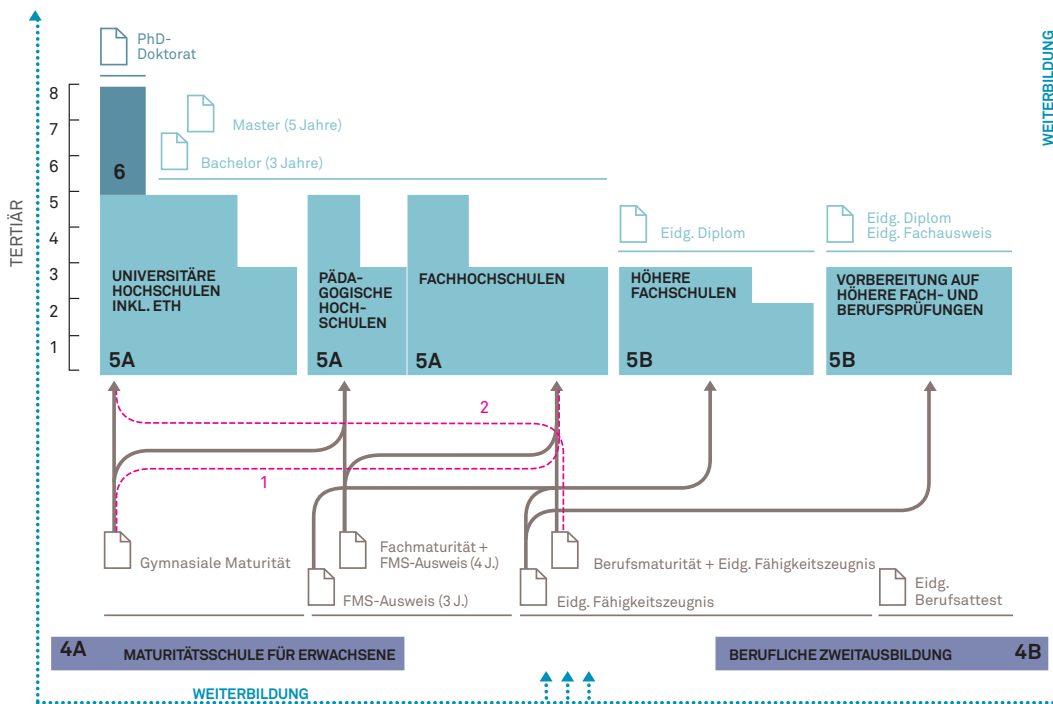 PhD-
Doktorat
WEITERBILDUNG
TERTIÄR
8
7
6
5
4
3
2
1
Master (5 Jahre)
Bachelor (3 Jahre)
6
Eidg. Diplom
Eidg. Diplom
Eidg. Fachausweis
UNIVERSITÄRE
HOCHSCHULEN
INKL. ETH
5A
PÄDA-
GOGISCHE
HOCH-
SCHULEN
5A
FACHHOCHSCHULEN
5A
HÖHERE
FACHSCHULEN
5B
VORBEREITUNG AUF
HÖHERE FACH- UND
BERUFSPRÜFUNGEN
5B
2
1
Gymnasiale Maturität
Fachmaturität +
FMS-Ausweis (4 J.)
Berufsmaturität + Eidg. Fähigkeitszeugnis
FMS-Ausweis (3 J.)
Eidg. Fähigkeitszeugnis
Eidg.
Berufsattest
4A MATURITÄTSSCHULE FÜR ERWACHSENE
BERUFLICHE ZWEITAUSBILDUNG 4B
WEITERBILDUNG